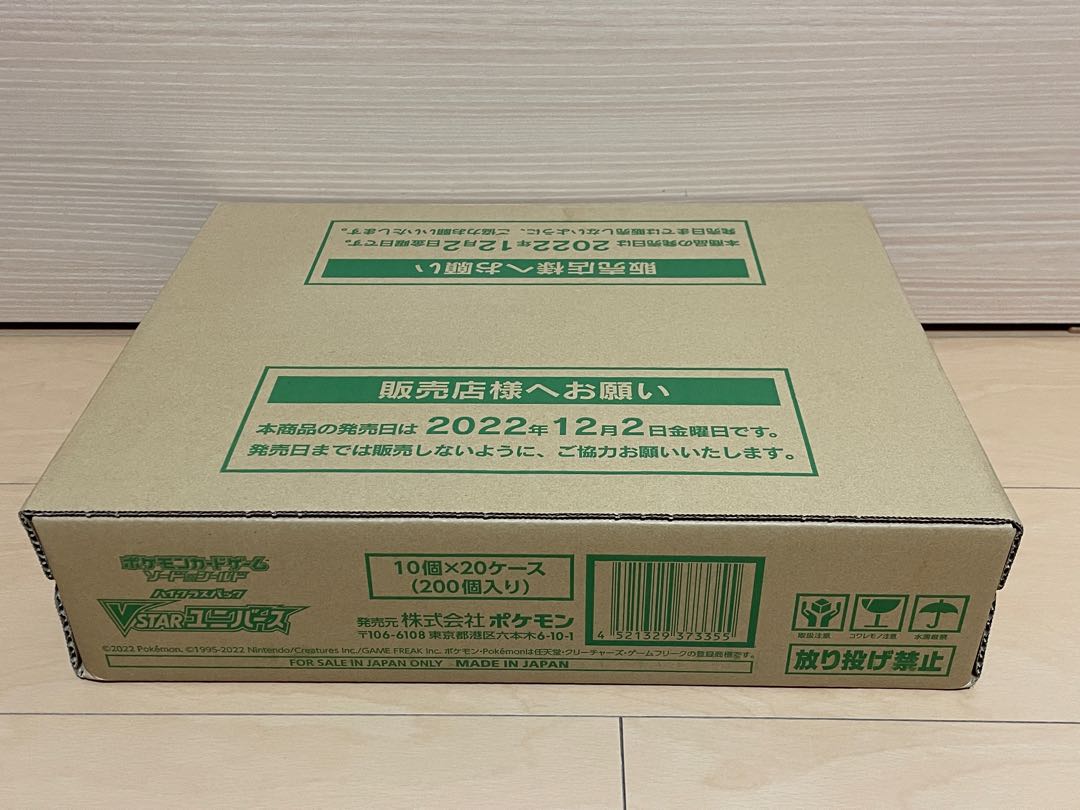 販売店様へお願い
本商品の発売日は 2022年12月2日金曜日です。
発売日までは販売しないように、ご協力お願いいたします。
販売店様へお願い
本商品の発売日は 2022年12月2日金曜日です。
発売日までは販売しないように、ご協力お願いいたします。
ポケモンカードゲーム
ソード&シールド
ハイクラスパック
VSTARユニバース
10個×20ケース
(200個入り)
発売元 株式会社 ポケモン
〒106-6108 東京都港区六本木6-10-1
4 521329 373355
©2022 Pokémon. ©1995-2022 Nintendo/Creatures Inc./GAME FREAK Inc. ポケモン・Pokémonは任天堂・クリーチャーズ・ゲームフリークの登録商標です。
FOR SALE IN JAPAN ONLY MADE IN JAPAN
取扱注意
コワレモノ注意
水濡厳禁
放り投げ禁止